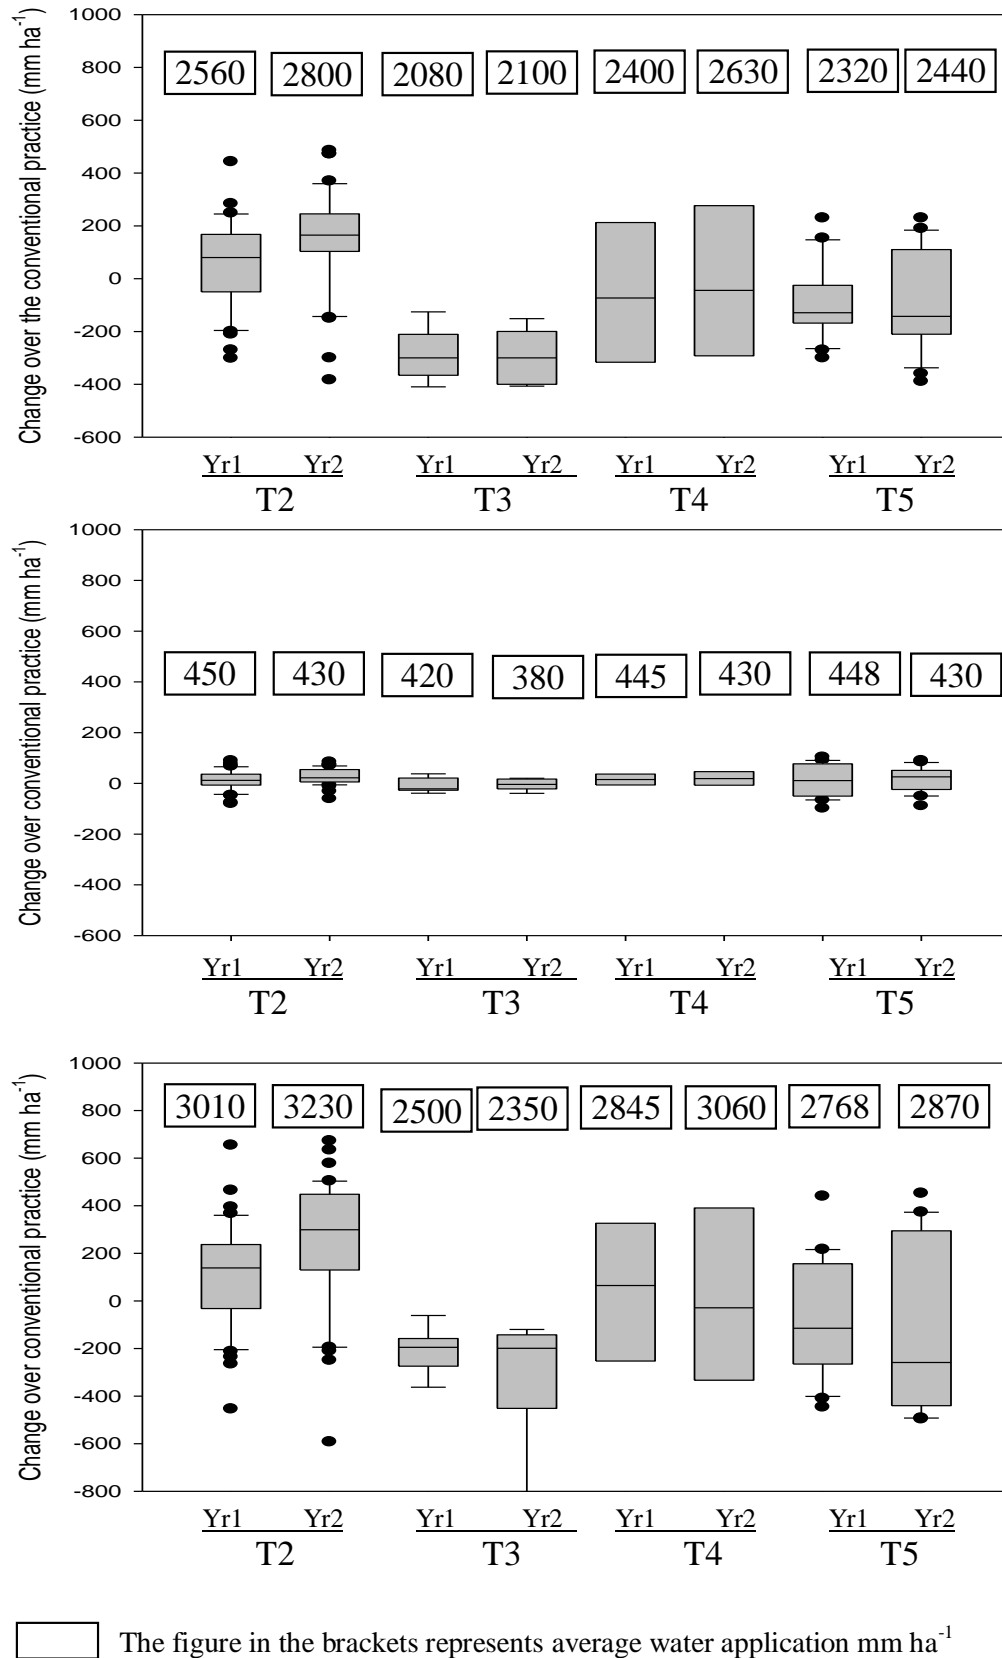 Change over the conventional practice (mm ha-1)
1000
800
600
400
200
0
-200
-400
-600
2560 2800 2080 2100 2400 2630 2320 2440
Yr1 Yr2 Yr1 Yr2 Yr1 Yr2 Yr1 Yr2
T2 T3 T4 T5
Change over conventional practice (mm ha-1)
1000
800
600
400
200
0
-200
-400
-600
450 430 420 380 445 430 448 430
Yr1 Yr2 Yr1 Yr2 Yr1 Yr2 Yr1 Yr2
T2 T3 T4 T5
Change over conventional practice (mm ha-1)
1000
800
600
400
200
0
-200
-400
-600
-800
3010 3230 2500 2350 2845 3060 2768 2870
Yr1 Yr2 Yr1 Yr2 Yr1 Yr2 Yr1 Yr2
T2 T3 T4 T5
The figure in the brackets represents average water application mm ha-1